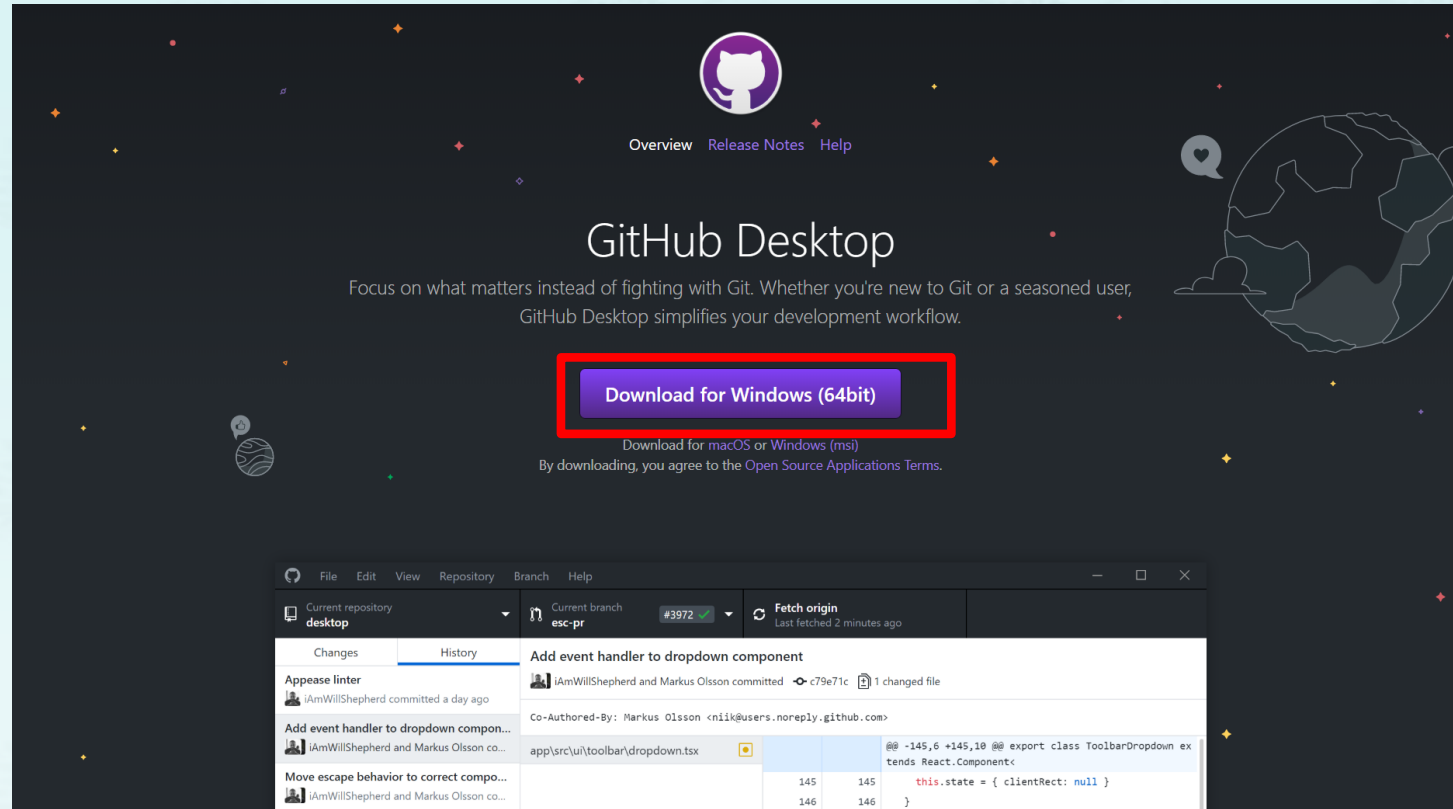 Overview Release Notes Help
GitHub Desktop
Focus on what matters instead of fighting with Git. Whether you're new to Git or a seasoned user,
GitHub Desktop simplifies your development workflow.
Download for Windows (64bit)
Download for macOS or Windows (msi)
By downloading, you agree to the Open Source Applications Terms.
File Edit View Repository Branch Help
Current repository
desktop
Current branch
esc-pr
#3972
Fetch origin
Last fetched 2 minutes ago
Changes
History
Appease linter
iAmWillShepherd committed a day ago
Add event handler to dropdown compon...
iAmWillShepherd and Markus Olsson co...
Move escape behavior to correct compo...
iAmWillShepherd and Markus Olsson co...
Add event handler to dropdown component
iAmWillShepherd and Markus Olsson committed c79e71c 1 changed file
Co-Authored-By: Markus Olsson <niik@users.noreply.github.com>
app\src\ui\toolbar\dropdown.tsx
@@ -145,6 +145,10 @@ export class ToolbarDropdown ex
tends React.Component<
145 145 this.state = { clientRect: null }
146 146 }